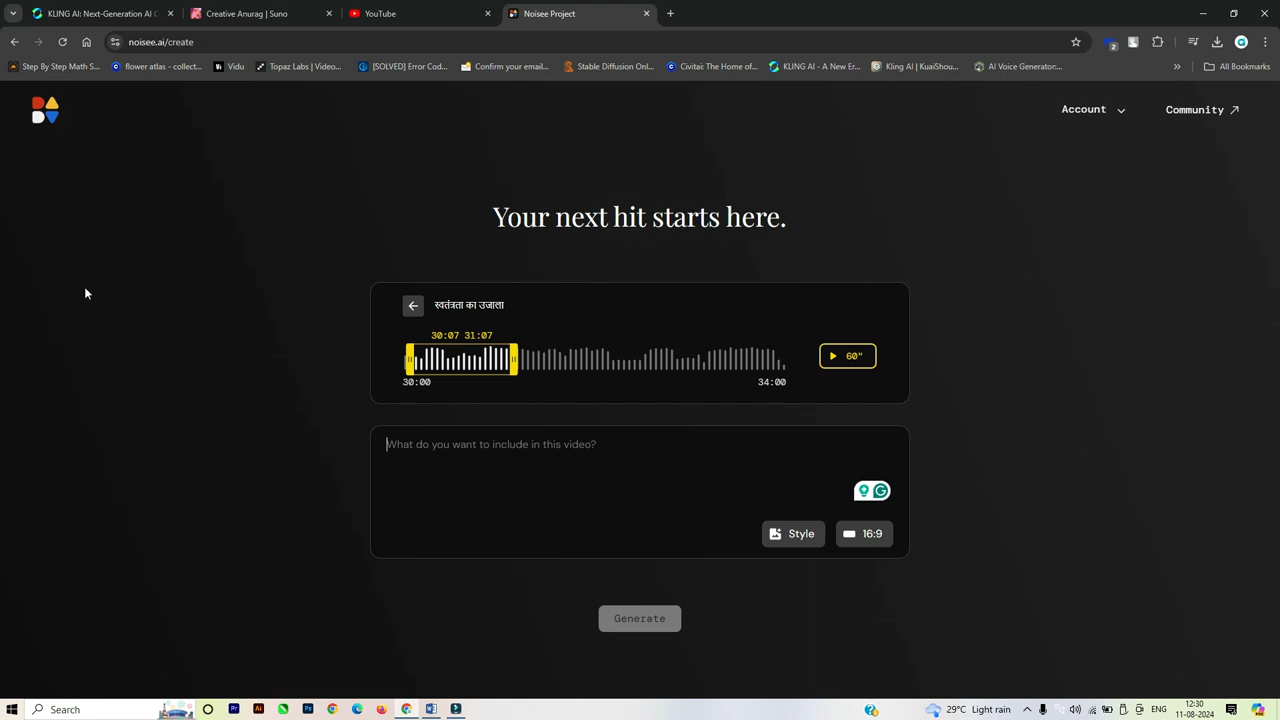 KLING AI: Next-Generation AI C
Creative Anurag | Suno
YouTube
Noisee Project
noisee.ai/create
2
Step By Step Math S...
flower atlas - collect...
Vidu
Topaz Labs | Video...
[SOLVED] Error Cod...
Confirm your email...
Stable Diffusion Onl...
Civitai: The Home of...
KLING AI - A New Er...
Kling AI | KuaiShou...
AI Voice Generator:...
All Bookmarks
Account
Community
Your next hit starts here.
स्वतंत्रता का उजाला
30:07 31:07
60"
30:00
34:00
What do you want to include in this video?
Style
16:9
Generate
Search
29°C Light rain
ENG
12:30
11-08-2024